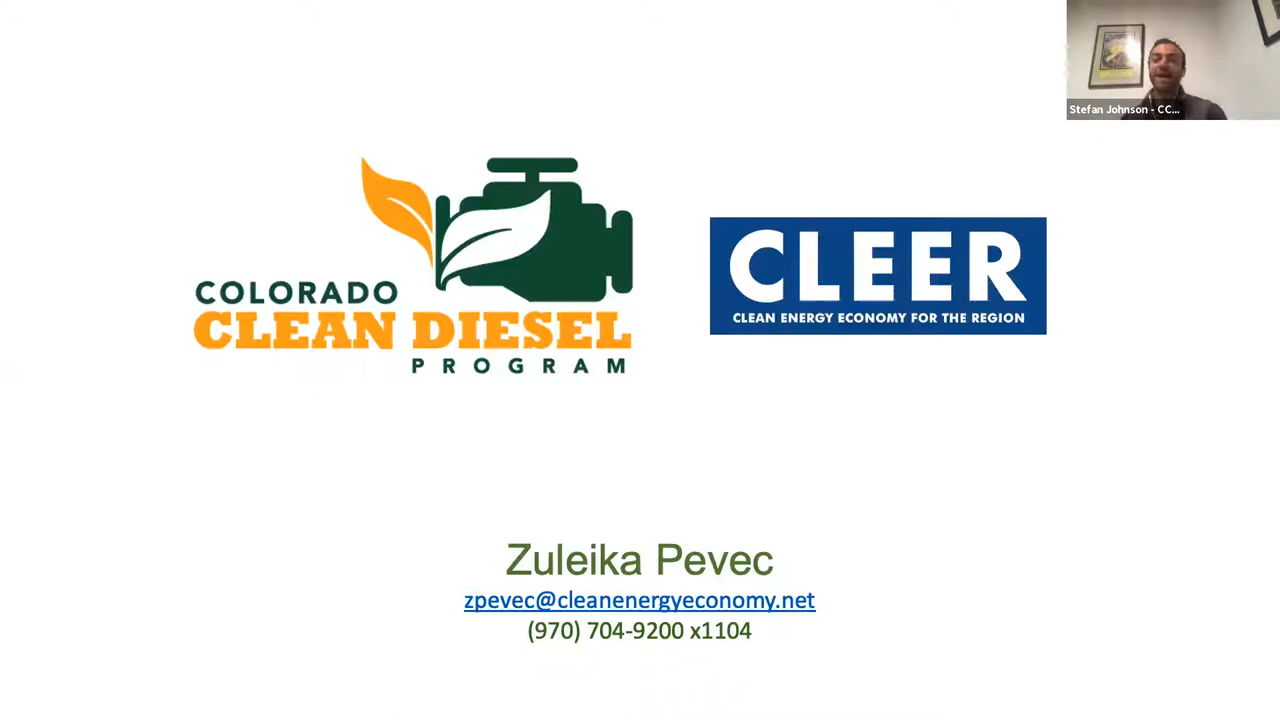 Stefan Johnson - CC...
COLORADO
CLEAN DIESEL
PROGRAM
CLEER
CLEAN ENERGY ECONOMY FOR THE REGION
Zuleika Pevec
zpevec@cleanenergyeconomy.net
(970) 704-9200 x1104